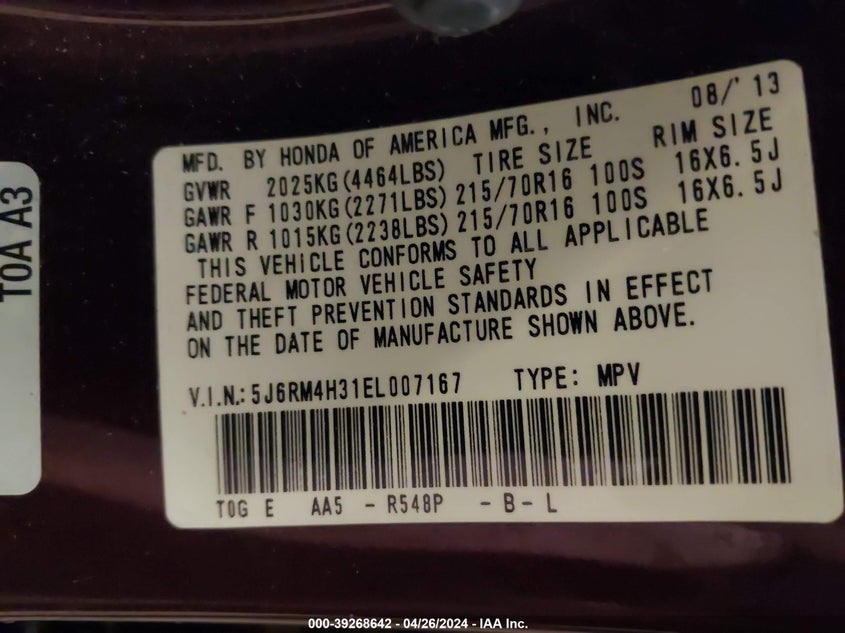 MFD. BY HONDA OF AMERICA MFG., INC. 08/'13
GVWR 2025KG(4464LBS) TIRE SIZE RIM SIZE
GAWR F 1030KG(2271LBS) 215/70R16 100S 16X6.5J
GAWR R 1015KG(2238LBS) 215/70R16 100S 16X6.5J
THIS VEHICLE CONFORMS TO ALL APPLICABLE
FEDERAL MOTOR VEHICLE SAFETY
AND THEFT PREVENTION STANDARDS IN EFFECT
ON THE DATE OF MANUFACTURE SHOWN ABOVE.
V.I.N.: 5J6RM4H31EL007167 TYPE: MPV
T0G E AA5 - R548P - B - L
T0A A3
000-39268642 - 04/26/2024 - IAA Inc.